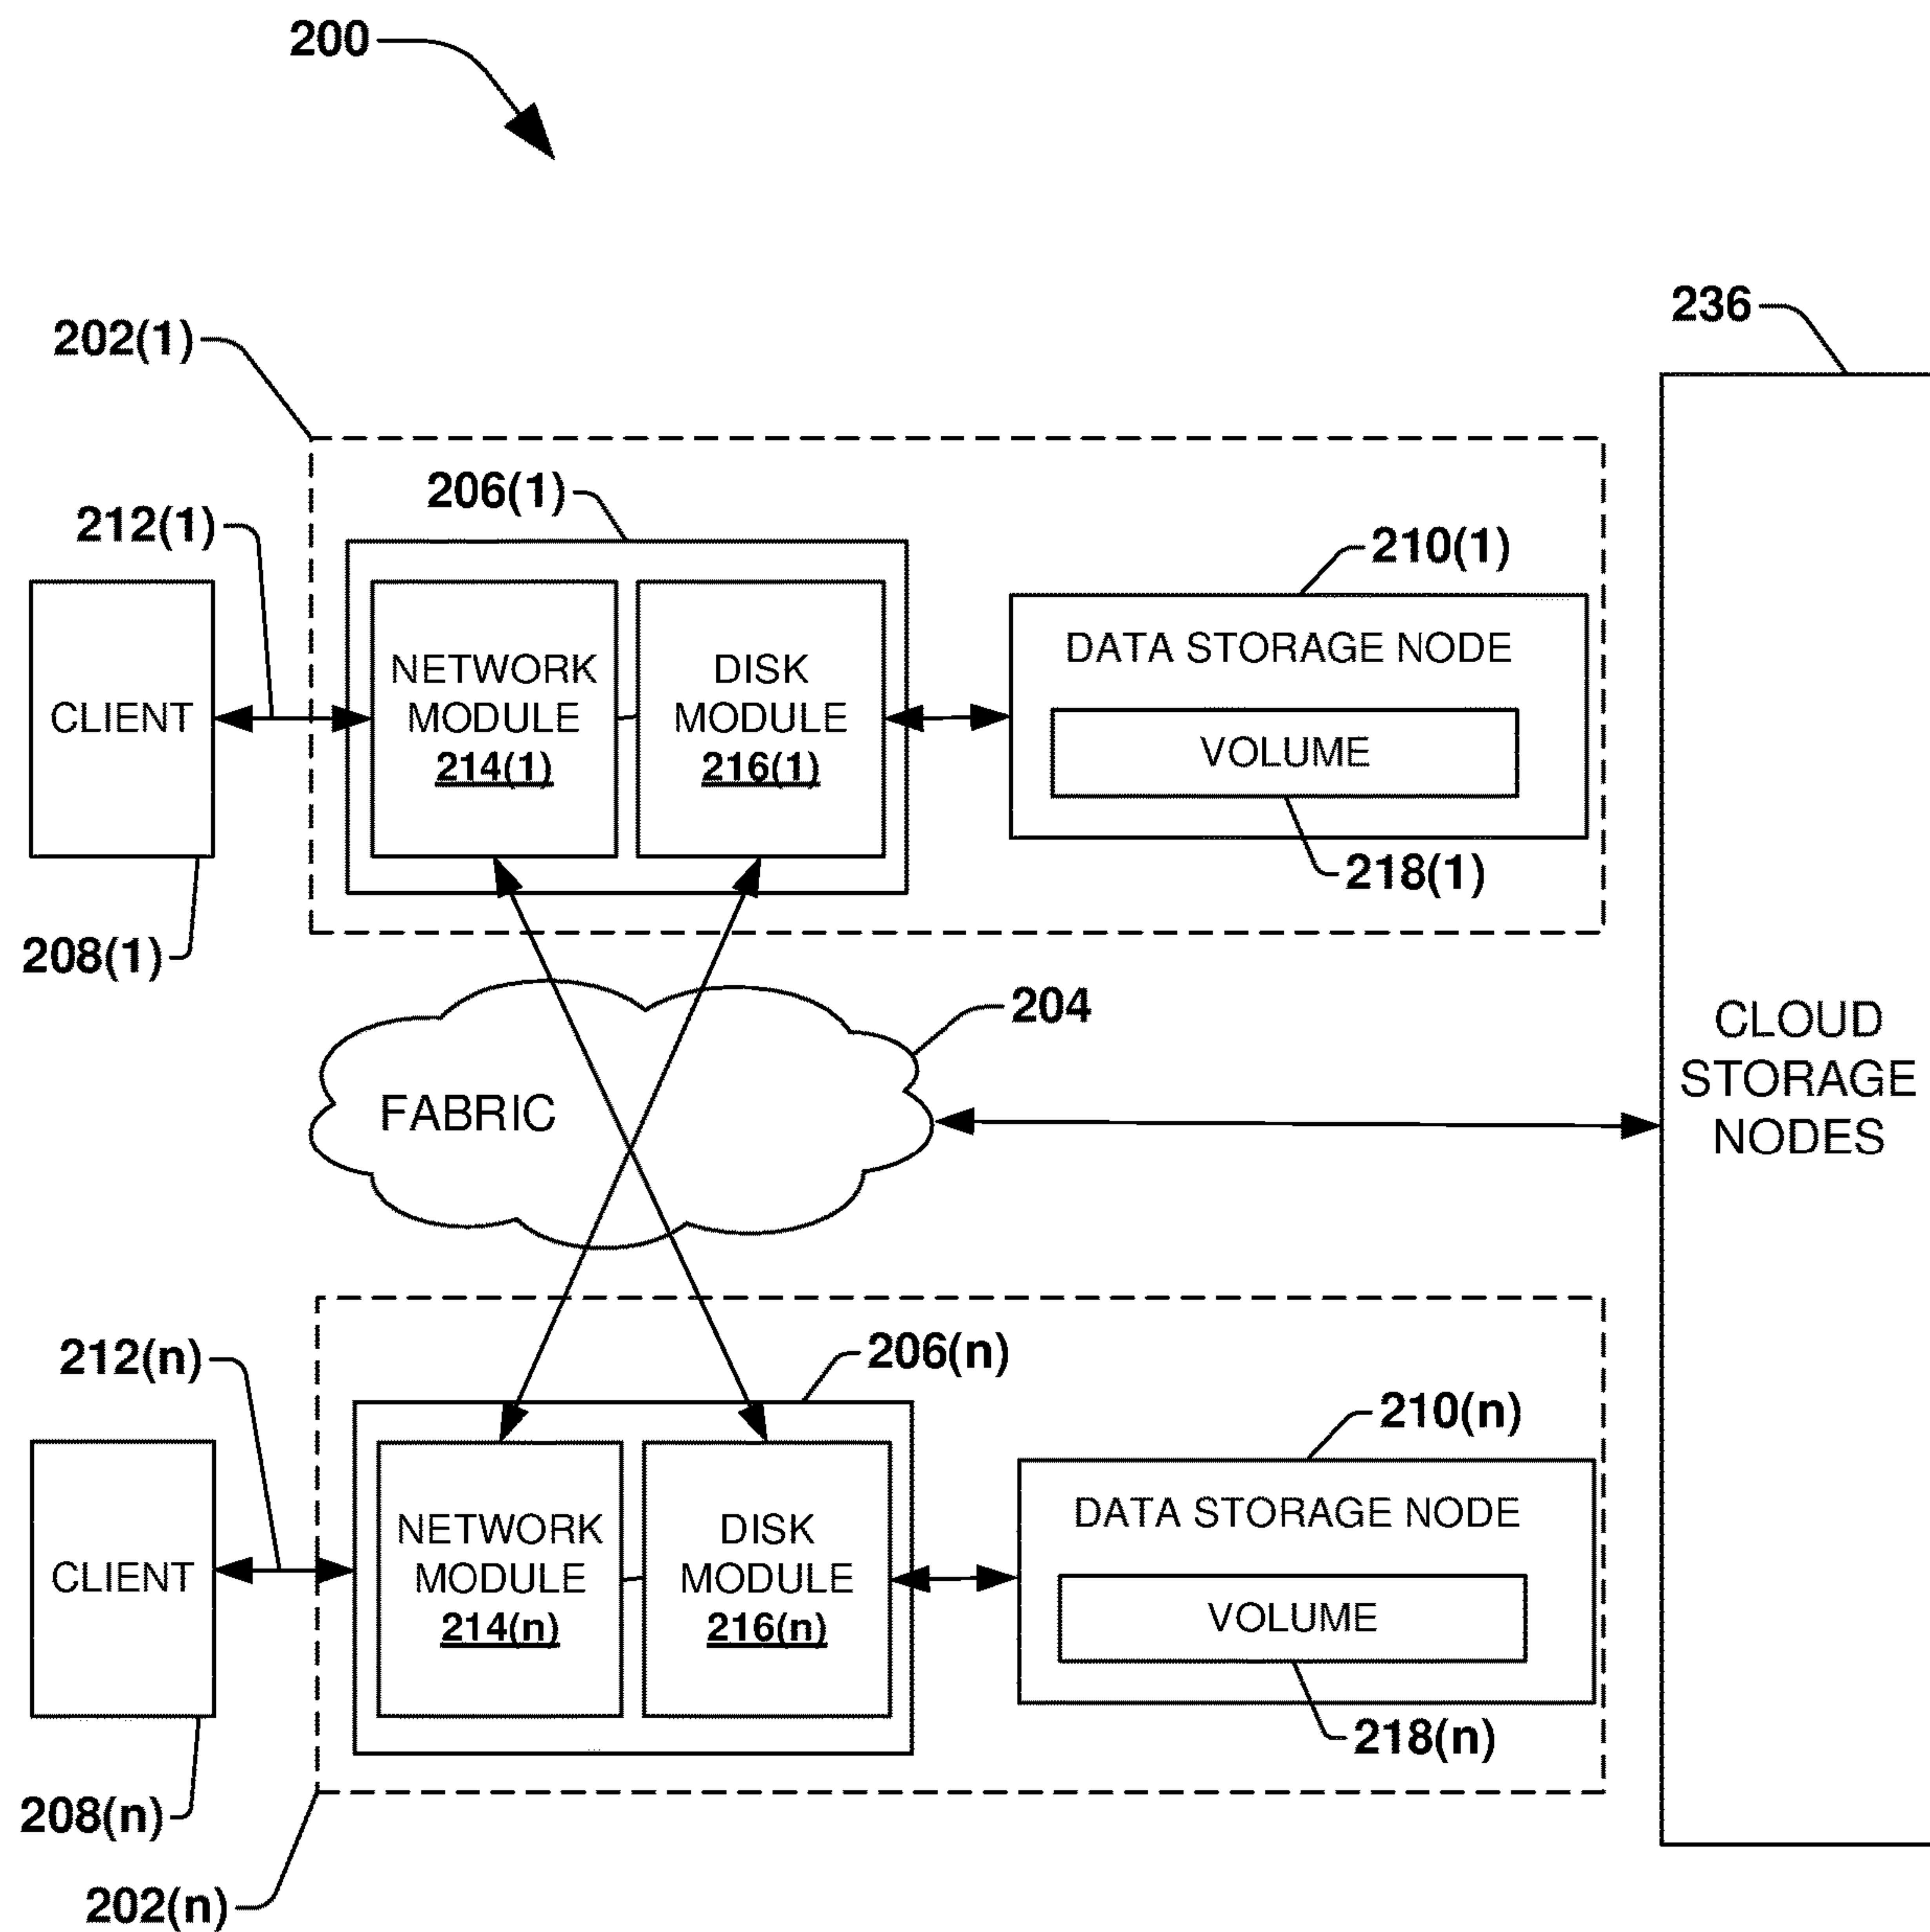 200
236
202(1)
206(1)
212(1)
210(1)
CLIENT
NETWORK
MODULE
214(1)
DISK
MODULE
216(1)
DATA STORAGE NODE
VOLUME
218(1)
208(1)
204
FABRIC
CLOUD
STORAGE
NODES
212(n)
206(n)
210(n)
CLIENT
NETWORK
MODULE
214(n)
DISK
MODULE
216(n)
DATA STORAGE NODE
VOLUME
218(n)
208(n)
202(n)